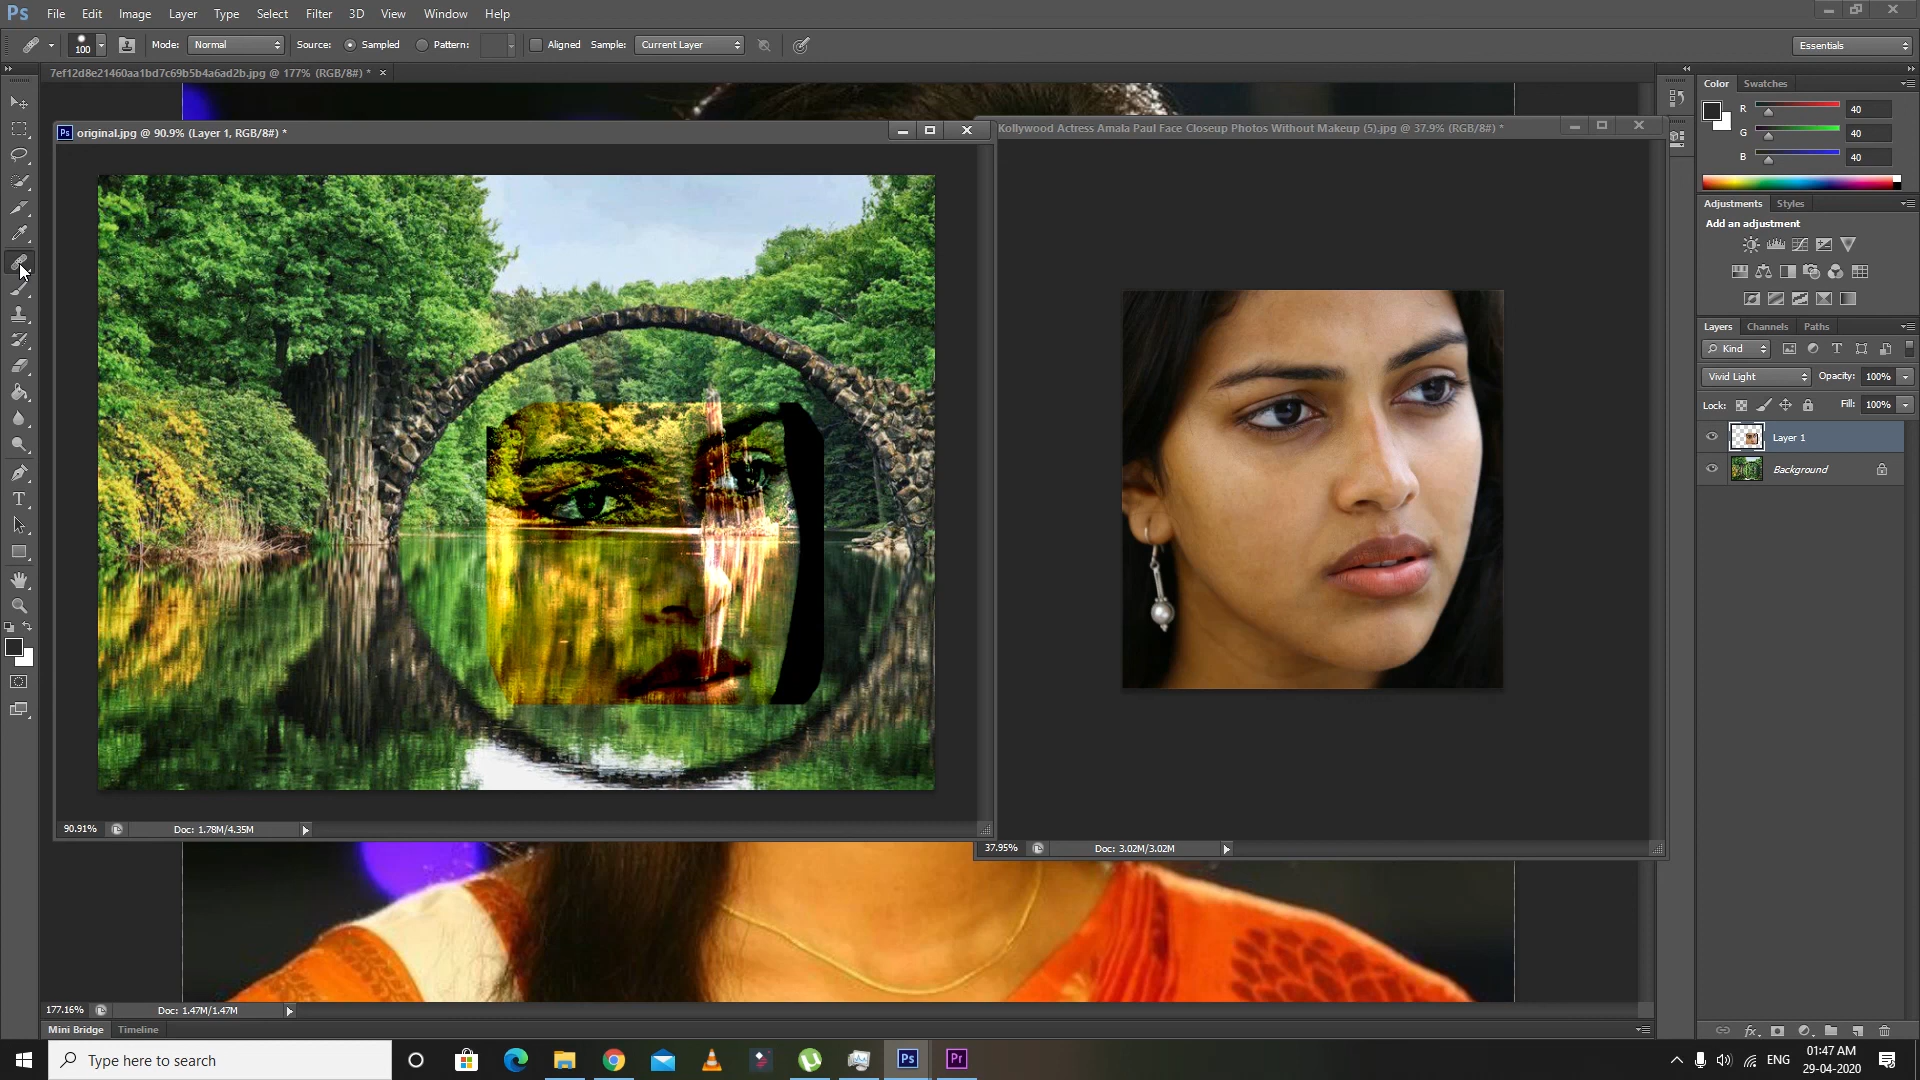 Ps File Edit Image Layer Type Select Filter 3D View Window Help
100 Mode: Normal Source: Sampled Pattern: Aligned Sample: Current Layer Essentials
7ef12d8e21460aa1bd7c69b5b4a6ad2b.jpg @ 177% (RGB/8#) *
Ps original.jpg @ 90.9% (Layer 1, RGB/8#) *
Kollywood Actress Amala Paul Face Closeup Photos Without Makeup (5).jpg @ 37.9% (RGB/8#) *
Color Swatches
R 40
G 40
B 40
Adjustments Styles
Add an adjustment
Layers Channels Paths
Kind
Vivid Light Opacity: 100%
Lock: Fill: 100%
Layer 1
Background
90.91% Doc: 1.78M/4.35M
37.95% Doc: 3.02M/3.02M
177.16% Doc: 1.47M/1.47M
Mini Bridge Timeline
Type here to search
Ps Pr
ENG 01:47 AM
29-04-2020